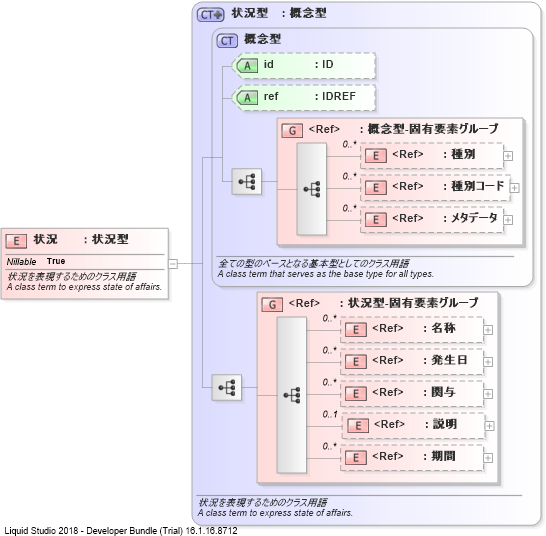 CT 状況型 : 概念型
CT 概念型
A id : ID
A ref : IDREF
G <Ref> : 概念型-固有要素グループ
0..*
E <Ref> : 種別
0..*
E <Ref> : 種別コード
0..*
E <Ref> : メタデータ
E 状況 : 状況型
Nillable True
状況を表現するためのクラス用語
A class term to express state of affairs.
全ての型のベースとなる基本型としてのクラス用語
A class term that serves as the base type for all types.
G <Ref> : 状況型-固有要素グループ
0..*
E <Ref> : 名称
0..*
E <Ref> : 発生日
0..*
E <Ref> : 関与
0..1
E <Ref> : 説明
0..*
E <Ref> : 期間
状況を表現するためのクラス用語
A class term to express state of affairs.
Liquid Studio 2018 - Developer Bundle (Trial) 16.1.16.8712